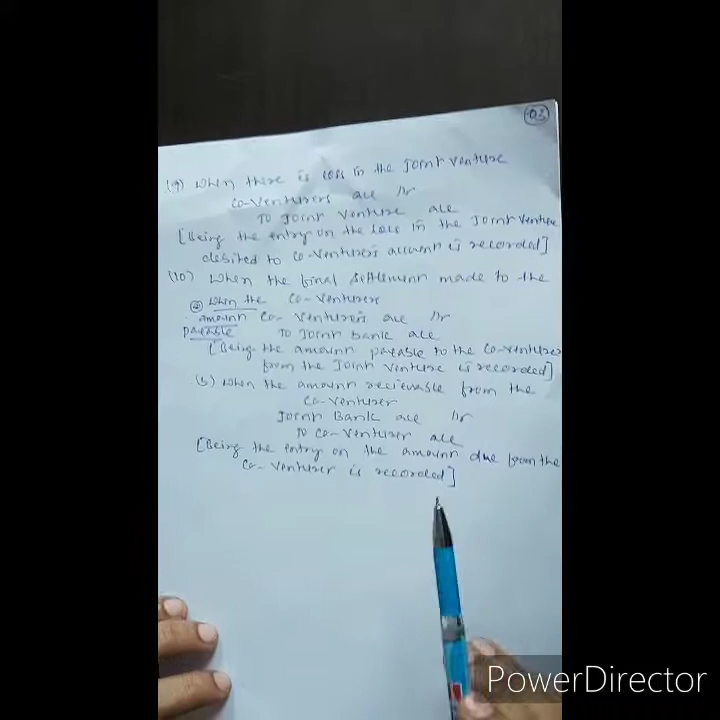 03
(9) When there is loss in the Joint venture
Co-Venturers a/c Dr
To Joint Venture a/c
[Being the entry on the loss in the Joint Venture
debited to Co-Venturer's account is recorded]
(10) When the final settlement made to the
Co-Venturer
(a) When the
amount
payable
Co-Venturer's a/c Dr
To Joint bank a/c
[Being the amount payable to the Co-venturer
from the Joint Venture is recorded]
(b) When the amount recievable from the
Co-Venturer
Joint Bank a/c Dr
To Co-Venturer a/c
[Being the entry on the amount due from the
Co-Venturer is recorded]
PowerDirector